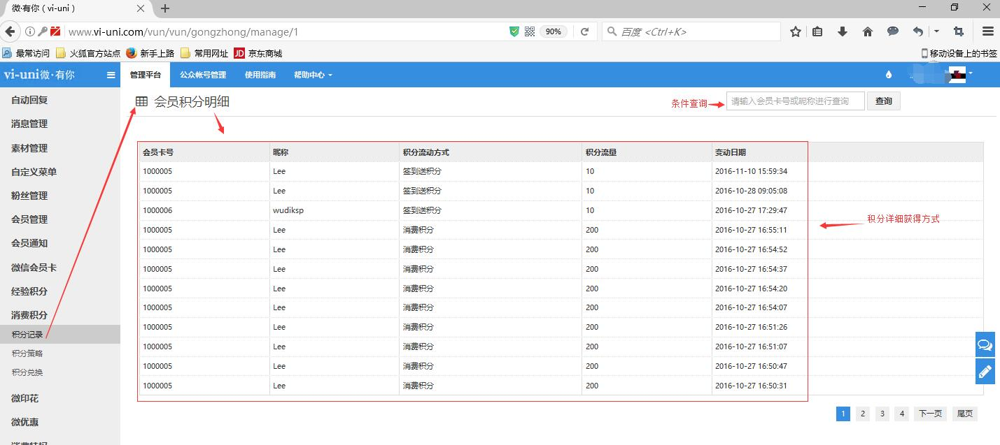 微·有你（vi-uni）
www.vi-uni.com/vun/vun/gongzhong/manage/1
90%
百度 <Ctrl+K>
最常访问 火狐官方站点 新手上路 常用网址 JD 京东商城 移动设备上的书签
vi-uni微·有你 管理平台 公众帐号管理 使用指南 帮助中心
自动回复
消息管理
素材管理
自定义菜单
粉丝管理
会员管理
会员通知
微信会员卡
经验积分
消费积分
积分记录
积分策略
积分兑换
微印花
微优惠
会员积分明细
条件查询 请输入会员卡号或昵称进行查询 查询
会员卡号 昵称 积分流动方式 积分流量 变动日期
1000005 Lee 签到送积分 10 2016-11-10 15:59:34
1000005 Lee 签到送积分 10 2016-10-28 09:05:08
1000006 wudiksp 签到送积分 10 2016-10-27 17:29:47
1000005 Lee 消费积分 200 2016-10-27 16:55:11
1000005 Lee 消费积分 200 2016-10-27 16:54:52
1000005 Lee 消费积分 200 2016-10-27 16:54:37
1000005 Lee 消费积分 200 2016-10-27 16:54:20
1000005 Lee 消费积分 200 2016-10-27 16:54:07
1000005 Lee 消费积分 200 2016-10-27 16:51:26
1000005 Lee 消费积分 200 2016-10-27 16:51:07
1000005 Lee 消费积分 200 2016-10-27 16:50:47
1000005 Lee 消费积分 200 2016-10-27 16:50:31
积分详细获得方式
1 2 3 4 下一页 尾页